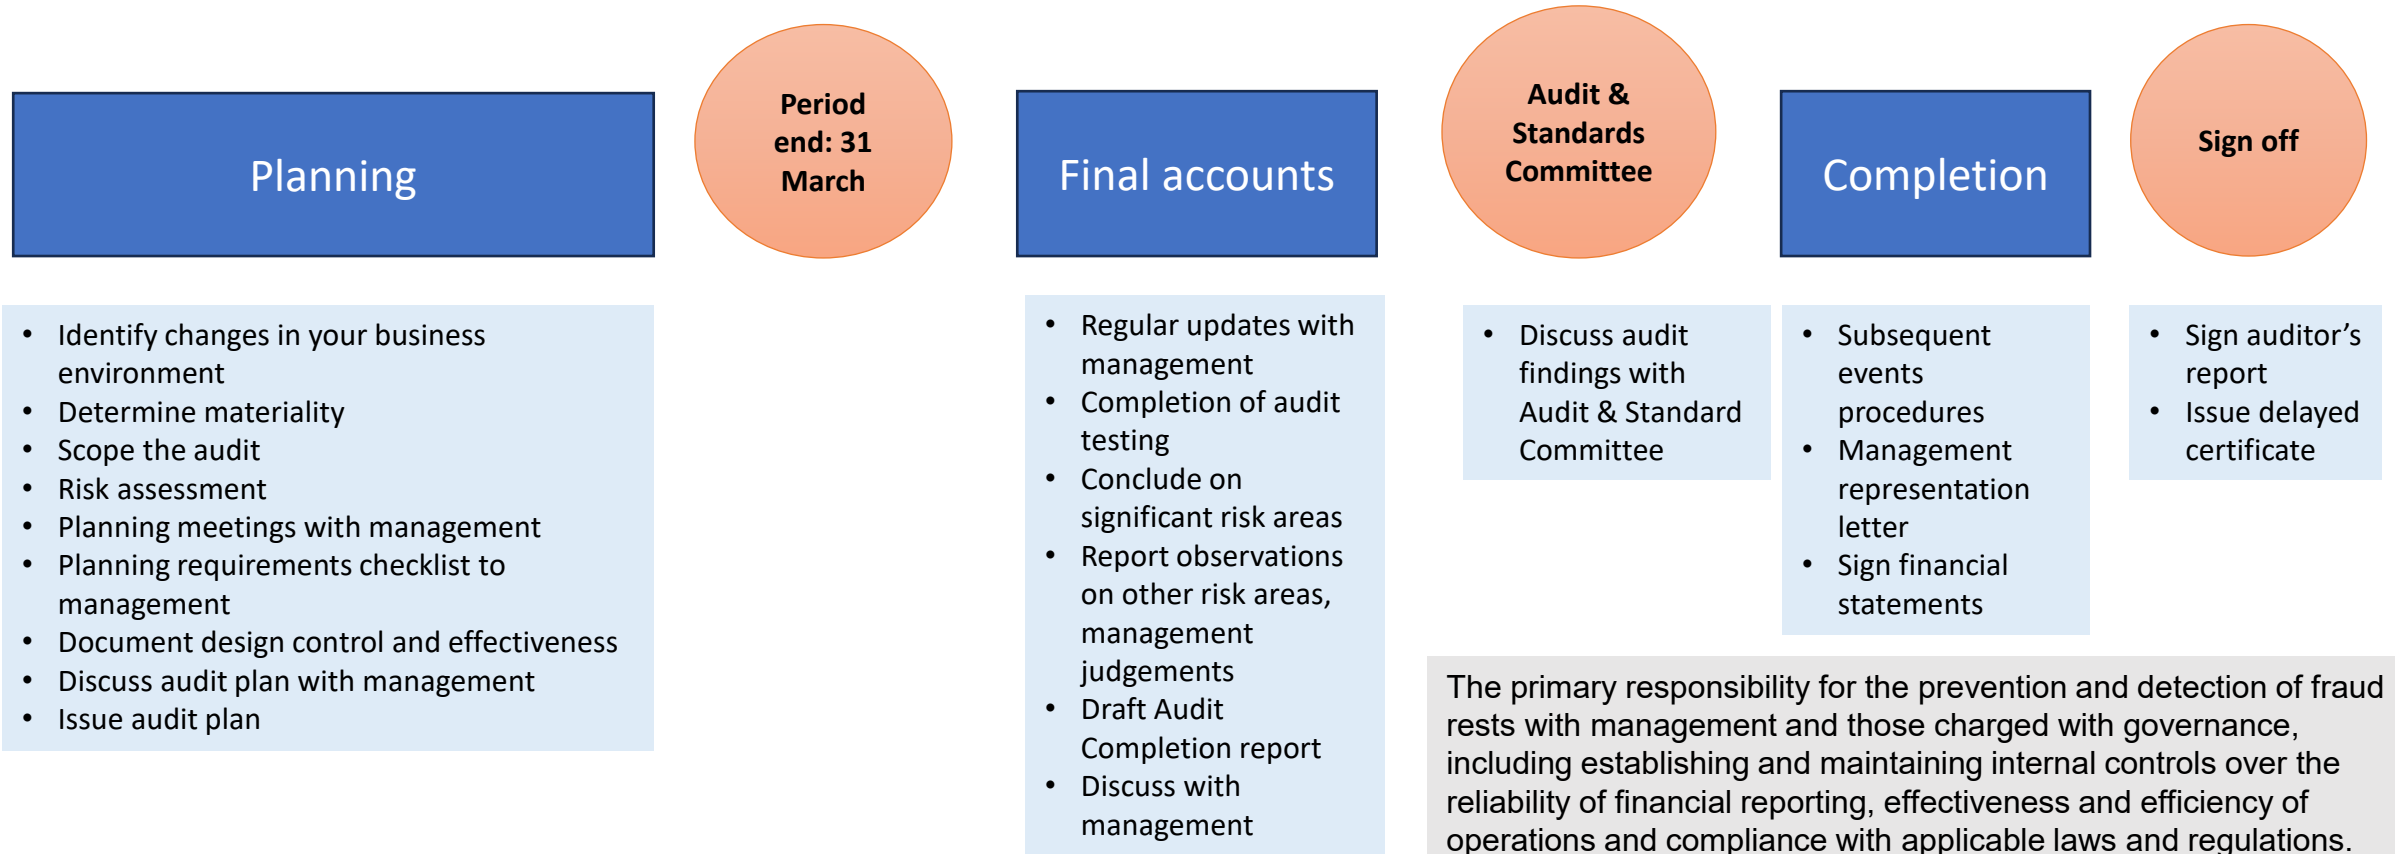 Planning
Period
end: 31
March
Final accounts
Audit &
Standards
Committee
Completion
Sign off
• Identify changes in your business
environment
• Determine materiality
• Scope the audit
• Risk assessment
• Planning meetings with management
• Planning requirements checklist to
management
• Document design control and effectiveness
• Discuss audit plan with management
• Issue audit plan
• Regular updates with
management
• Completion of audit
testing
• Conclude on
significant risk areas
• Report observations
on other risk areas,
management
judgements
• Draft Audit
Completion report
• Discuss with
management
• Discuss audit
findings with
Audit & Standard
Committee
• Subsequent
events
procedures
• Management
representation
letter
• Sign financial
statements
• Sign auditor’s
report
• Issue delayed
certificate
The primary responsibility for the prevention and detection of fraud
rests with management and those charged with governance,
including establishing and maintaining internal controls over the
reliability of financial reporting, effectiveness and efficiency of
operations and compliance with applicable laws and regulations.